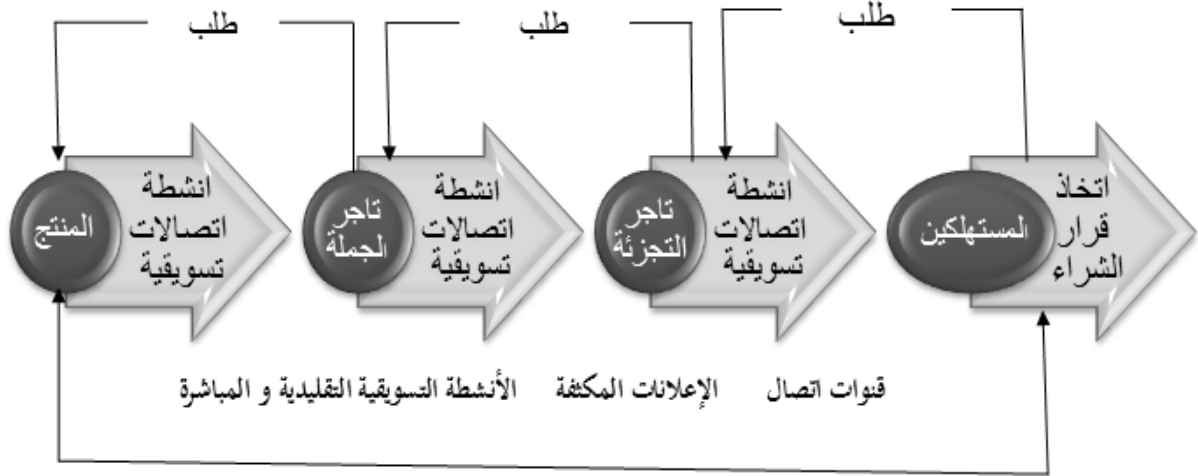 طلب
طلب
طلب
اتخاذ
قرار
الشراء
المستهلكين
انشطة
اتصالات
تسويقية
تاجر
التجزئة
انشطة
اتصالات
تسويقية
تاجر
الجملة
انشطة
اتصالات
تسويقية
المنتج
قنوات اتصال الإعلانات المكثفة الأنشطة التسويقية التقليدية و المباشرة